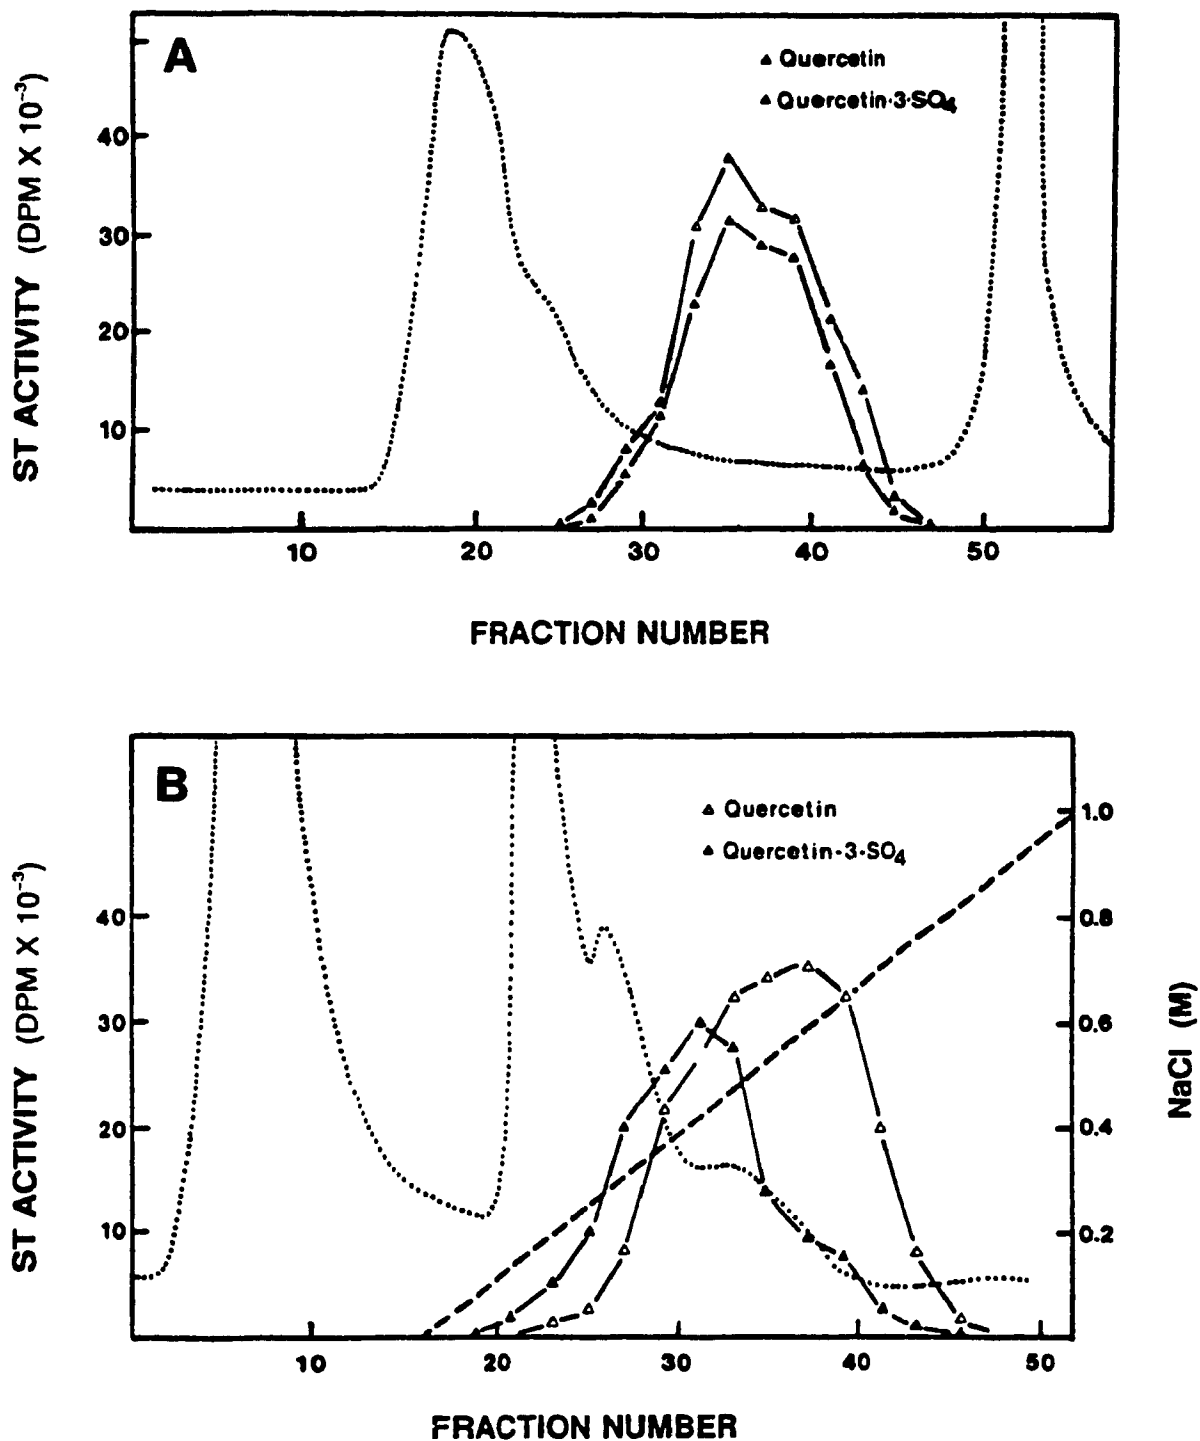 A
▲ Quercetin
▲ Quercetin·3·SO₄
ST ACTIVITY (DPM X 10⁻³)
40
30
20
10
10 20 30 40 50
FRACTION NUMBER
B
△ Quercetin
▲ Quercetin-3·SO₄
ST ACTIVITY (DPM X 10⁻³)
40
30
20
10
1.0
0.8
0.6
0.4
0.2
NaCl (M)
10 20 30 40 50
FRACTION NUMBER